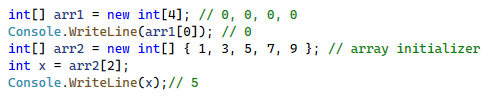 int[] arr1 = new int[4]; // 0, 0, 0, 0
Console.WriteLine(arr1[0]); // 0
int[] arr2 = new int[] { 1, 3, 5, 7, 9 }; // array initializer
int x = arr2[2];
Console.WriteLine(x);// 5